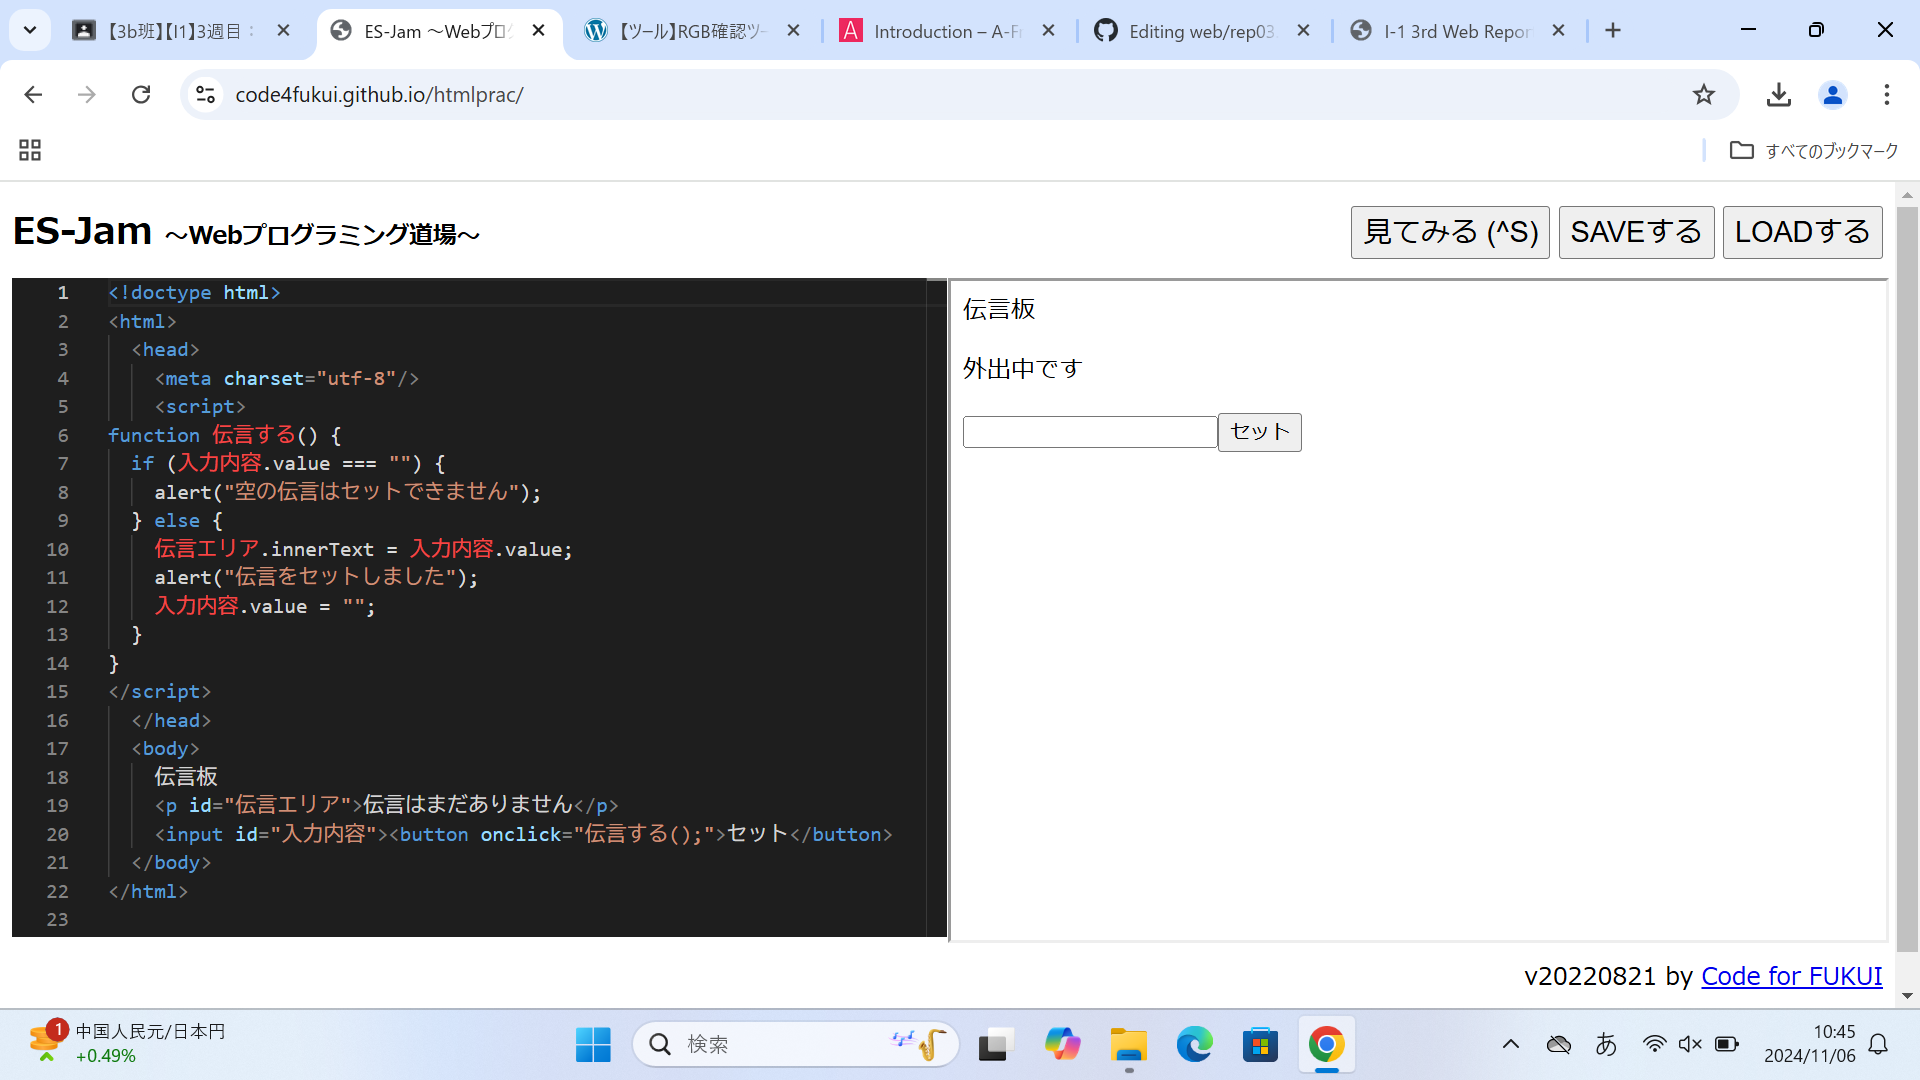 【3b班】【I1】3週目：
ES-Jam ～Webプロ
【ツール】RGB確認ツー
Introduction – A-Fr
Editing web/rep03.
I-1 3rd Web Repor
code4fukui.github.io/htmlprac/
すべてのブックマーク
ES-Jam ～Webプログラミング道場～
見てみる (^S)
SAVEする
LOADする
1 <!doctype html>
2 <html>
3 <head>
4 <meta charset="utf-8"/>
5 <script>
6 function 伝言する() {
7 if (入力内容.value === "") {
8 alert("空の伝言はセットできません");
9 } else {
10 伝言エリア.innerText = 入力内容.value;
11 alert("伝言をセットしました");
12 入力内容.value = "";
13 }
14 }
15 </script>
16 </head>
17 <body>
18 伝言板
19 <p id="伝言エリア">伝言はまだありません</p>
20 <input id="入力内容"><button onclick="伝言する();">セット</button>
21 </body>
22 </html>
23
伝言板
外出中です
セット
v20220821 by Code for FUKUI
1
中国人民元/日本円
+0.49%
検索
あ
10:45
2024/11/06